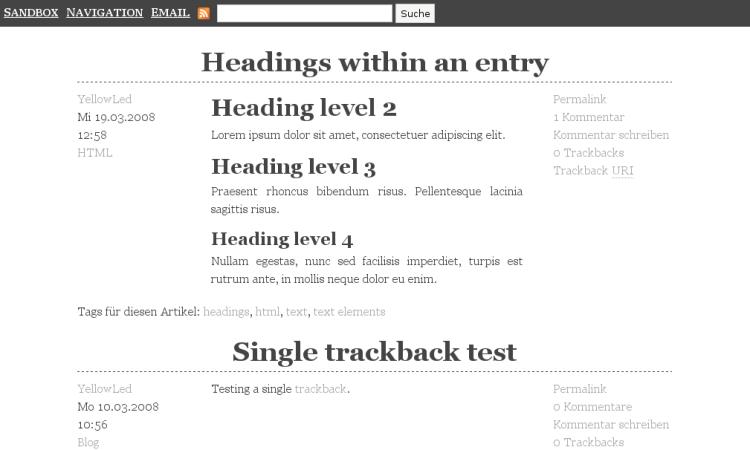 SANDBOX NAVIGATION EMAIL Suche
Headings within an entry
YellowLed
Mi 19.03.2008
12:58
HTML
Heading level 2
Lorem ipsum dolor sit amet, consectetuer adipiscing elit.
Heading level 3
Praesent rhoncus bibendum risus. Pellentesque lacinia
sagittis risus.
Heading level 4
Nullam egestas, nunc sed facilisis imperdiet, turpis est
rutrum ante, in mollis neque dolor eu enim.
Permalink
1 Kommentar
Kommentar schreiben
0 Trackbacks
Trackback URI
Tags für diesen Artikel: headings, html, text, text elements
Single trackback test
YellowLed
Mo 10.03.2008
10:56
Blog
Testing a single trackback.
Permalink
0 Kommentare
Kommentar schreiben
0 Trackbacks